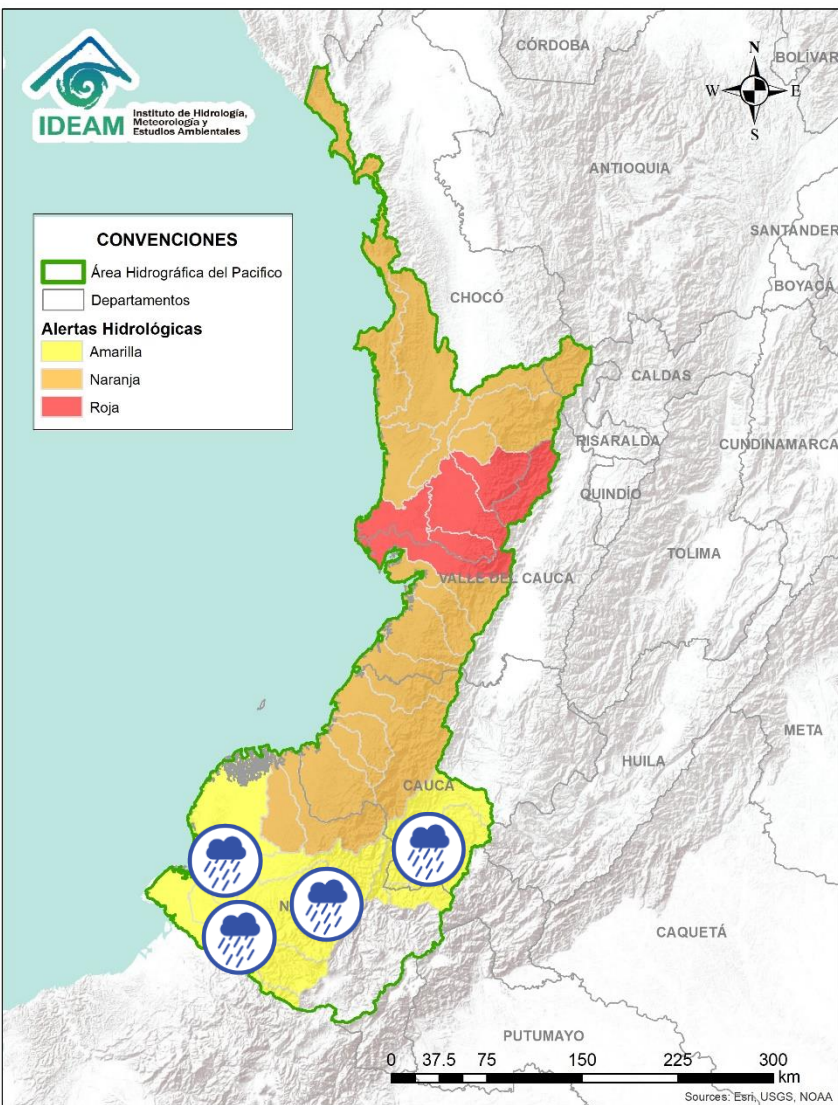 IDEAM
Instituto de Hidrología,
Meteorología y
Estudios Ambientales
N
W
E
S
CONVENCIONES
Área Hidrográfica del Pacifico
Departamentos
Alertas Hidrológicas
Amarilla
Naranja
Roja
CÓRDOBA
BOLÍVAR
ANTIOQUIA
SANTANDER
BOYACÁ
CHOCÓ
CALDAS
RISARALDA
CUNDINAMARCA
QUINDÍO
TOLIMA
VALLE DEL CAUCA
META
HUILA
CAUCA
N
CAQUETÁ
PUTUMAYO
0 37.5 75 150 225 300
km
Sources: Esri, USGS, NOAA